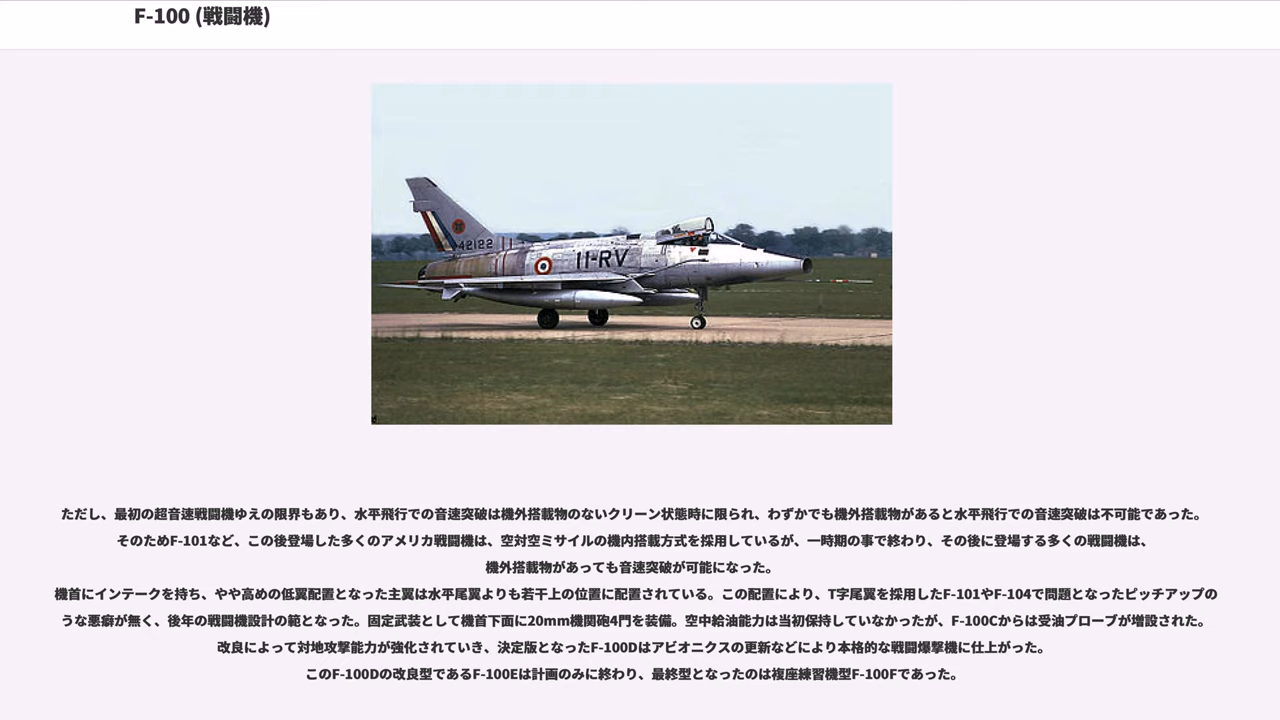 F-100 (戦闘機)
42122
11-RV
ただし、最初の超音速戦闘機ゆえの限界もあり、水平飛行での音速突破は機外搭載物のないクリーン状態時に限られ、わずかでも機外搭載物があると水平飛行での音速突破は不可能であった。
そのためF-101など、この後登場した多くのアメリカ戦闘機は、空対空ミサイルの機内搭載方式を採用しているが、一時期の事で終わり、その後に登場する多くの戦闘機は、
機外搭載物があっても音速突破が可能になった。
機首にインテークを持ち、やや高めの低翼配置となった主翼は水平尾翼よりも若干上の位置に配置されている。この配置により、T字尾翼を採用したF-101やF-104で問題となったピッチアップの
うな悪癖が無く、後年の戦闘機設計の範となった。固定武装として機首下面に20mm機関砲4門を装備。空中給油能力は当初保持していなかったが、F-100Cからは受油プローブが増設された。
改良によって対地攻撃能力が強化されていき、決定版となったF-100Dはアビオニクスの更新などにより本格的な戦闘爆撃機に仕上がった。
このF-100Dの改良型であるF-100Eは計画のみに終わり、最終型となったのは複座練習機型F-100Fであった。